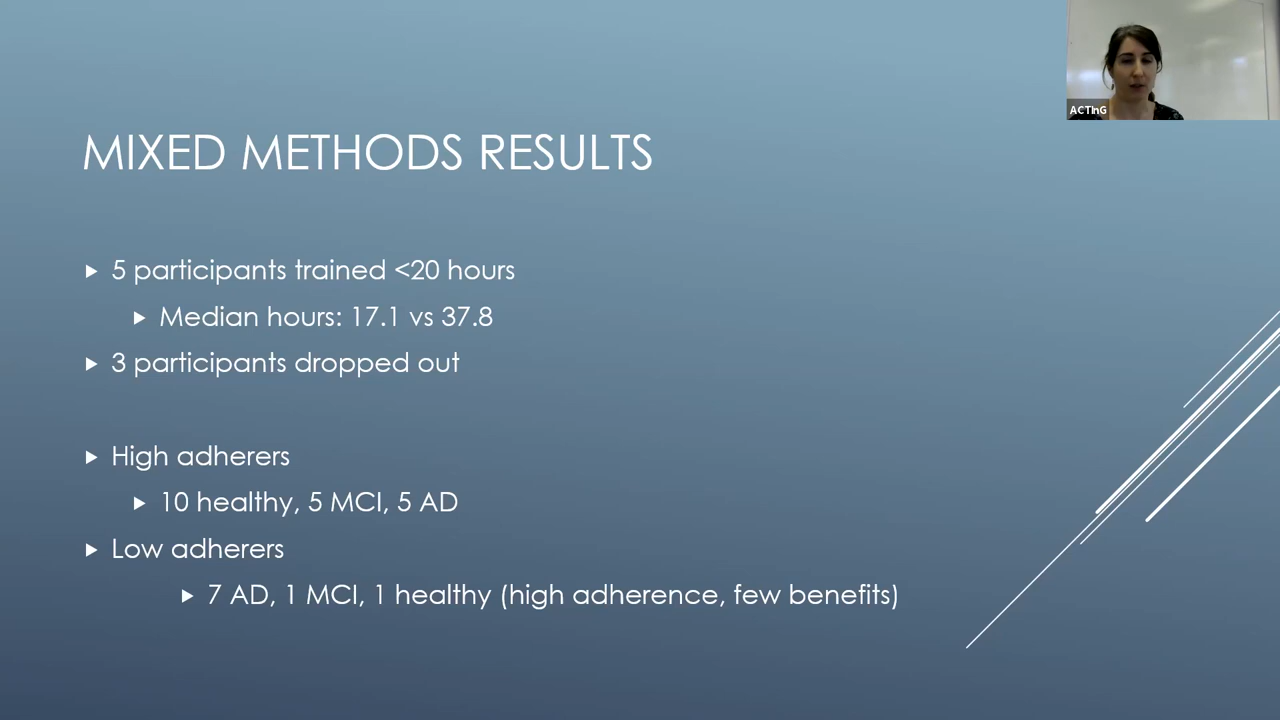 ACTInG
MIXED METHODS RESULTS
5 participants trained <20 hours
Median hours: 17.1 vs 37.8
3 participants dropped out
High adherers
10 healthy, 5 MCI, 5 AD
Low adherers
7 AD, 1 MCI, 1 healthy (high adherence, few benefits)